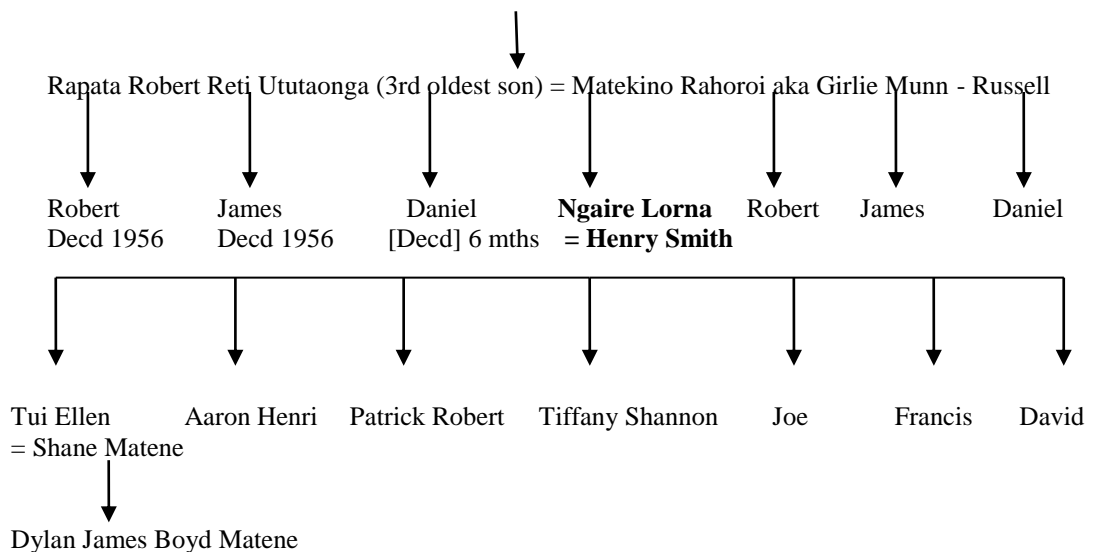 Rapata Robert Reti Ututaonga (3rd oldest son) = Matekino Rahoroi aka Girlie Munn - Russell
Robert James Daniel Ngaire Lorna Robert James Daniel
Decd 1956 Decd 1956 [Decd] 6 mths = Henry Smith
Tui Ellen Aaron Henri Patrick Robert Tiffany Shannon Joe Francis David
= Shane Matene
Dylan James Boyd Matene